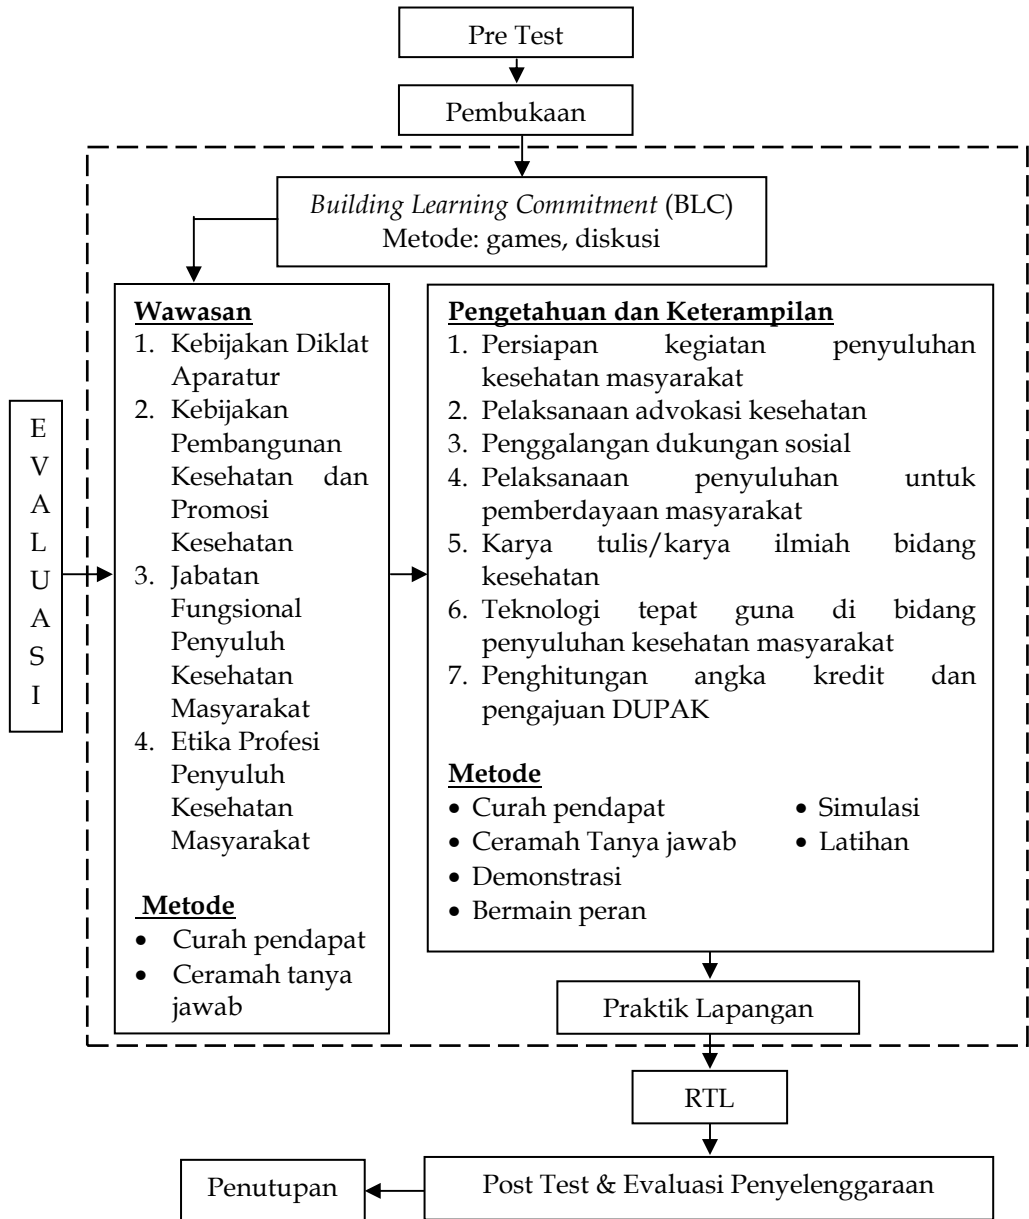 Pre Test
Pembukaan
Building Learning Commitment (BLC)
Metode: games, diskusi
E
V
A
L
U
A
S
I
Wawasan
1. Kebijakan Diklat
Aparatur
2. Kebijakan
Pembangunan
Kesehatan dan
Promosi
Kesehatan
3. Jabatan
Fungsional
Penyuluh
Kesehatan
Masyarakat
4. Etika Profesi
Penyuluh
Kesehatan
Masyarakat
Metode
• Curah pendapat
• Ceramah tanya
jawab
Pengetahuan dan Keterampilan
1. Persiapan kegiatan penyuluhan
kesehatan masyarakat
2. Pelaksanaan advokasi kesehatan
3. Penggalangan dukungan sosial
4. Pelaksanaan penyuluhan untuk
pemberdayaan masyarakat
5. Karya tulis/karya ilmiah bidang
kesehatan
6. Teknologi tepat guna di bidang
penyuluhan kesehatan masyarakat
7. Penghitungan angka kredit dan
pengajuan DUPAK
Metode
• Curah pendapat
• Ceramah Tanya jawab
• Demonstrasi
• Bermain peran
• Simulasi
• Latihan
Praktik Lapangan
RTL
Post Test & Evaluasi Penyelenggaraan
Penutupan